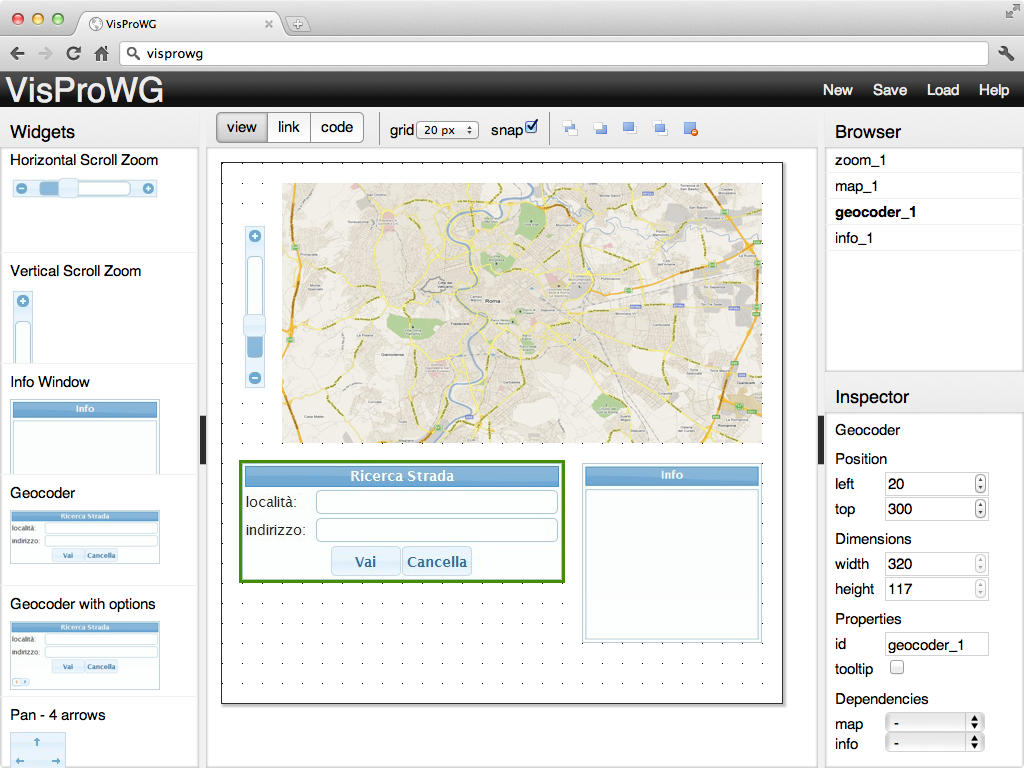 VisProWG
visprowg
VisProWG
New Save Load Help
Widgets
Horizontal Scroll Zoom
Vertical Scroll Zoom
Info Window
Info
Geocoder
Ricerca Strada
località:
indirizzo:
Vai Cancella
Geocoder with options
Ricerca Strada
località:
indirizzo:
Vai Cancella
Pan - 4 arrows
view link code grid 20 px snap
Roma
Ricerca Strada
località:
indirizzo:
Vai Cancella
Info
Browser
zoom_1
map_1
geocoder_1
info_1
Inspector
Geocoder
Position
left 20
top 300
Dimensions
width 320
height 117
Properties
id geocoder_1
tooltip
Dependencies
map -
info -